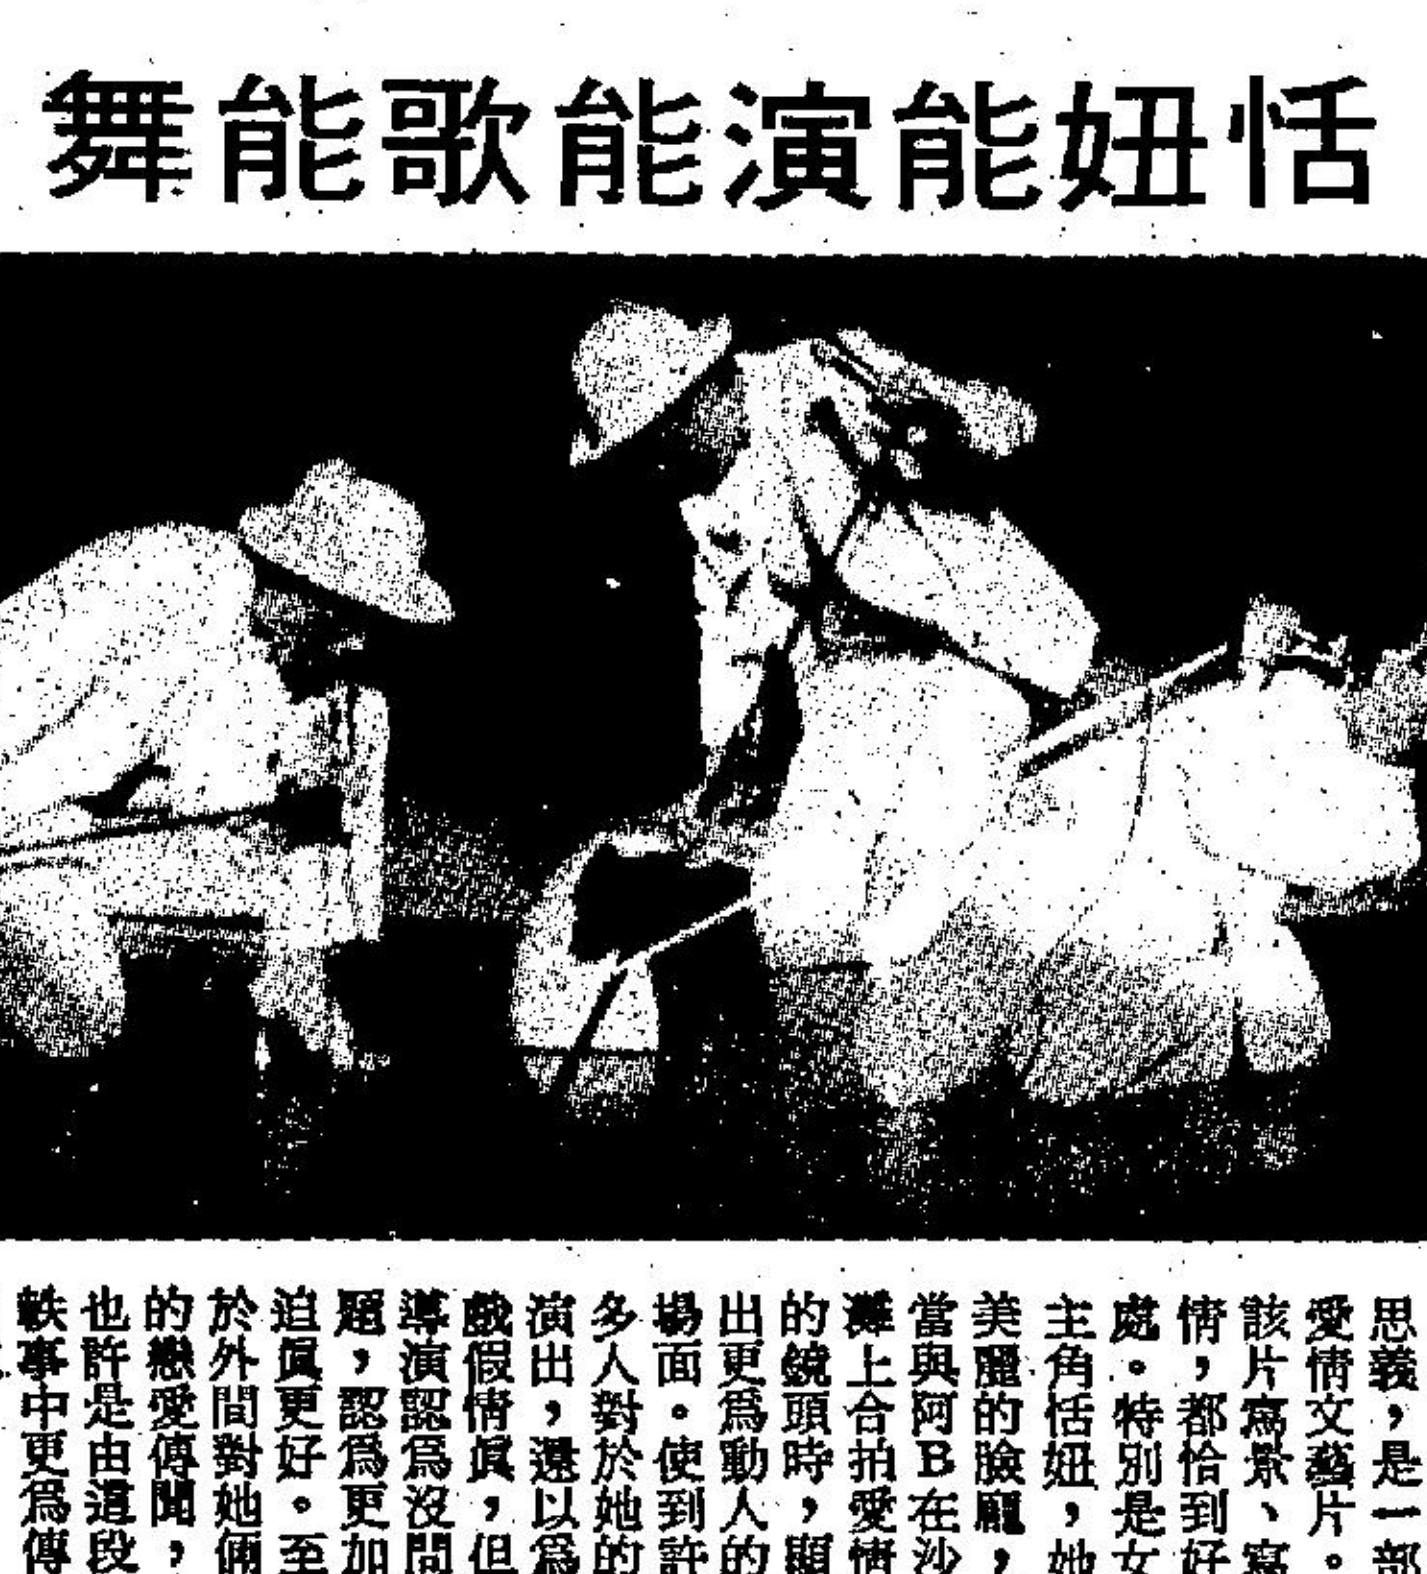 恬妞能演能歌能舞
思義，是一部
愛情文藝片。
該片寫景、寫
情，都恰到好
處。特別是女
主角恬妞，她
美麗的臉龐，
當與阿B在沙
灘上合拍愛情
的鏡頭時，顯
出更爲動人的
場面。使到許
多人對於她的
演出，還以爲
戲假情眞，但
導演認爲沒問
題，認爲更加
迫眞更好。至
於外間對她倆
的戀愛傳聞，
也許是由這段
軼事中更爲傳